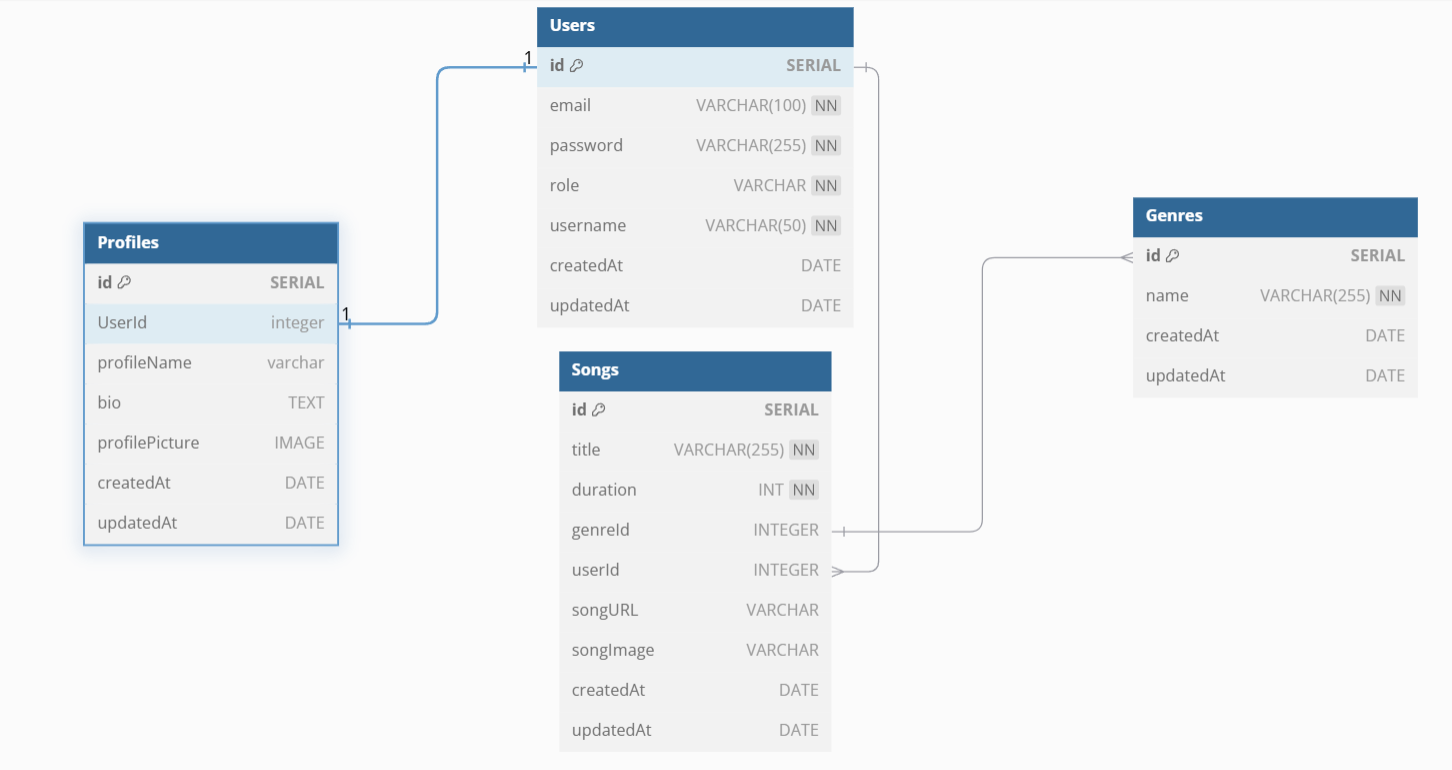 Users
1
id SERIAL
email VARCHAR(100) NN
password VARCHAR(255) NN
role VARCHAR NN
username VARCHAR(50) NN
createdAt DATE
updatedAt DATE
Profiles
id SERIAL
UserId integer
1
profileName varchar
bio TEXT
profilePicture IMAGE
createdAt DATE
updatedAt DATE
Songs
id SERIAL
title VARCHAR(255) NN
duration INT NN
genreId INTEGER
userId INTEGER
songURL VARCHAR
songImage VARCHAR
createdAt DATE
updatedAt DATE
Genres
id SERIAL
name VARCHAR(255) NN
createdAt DATE
updatedAt DATE